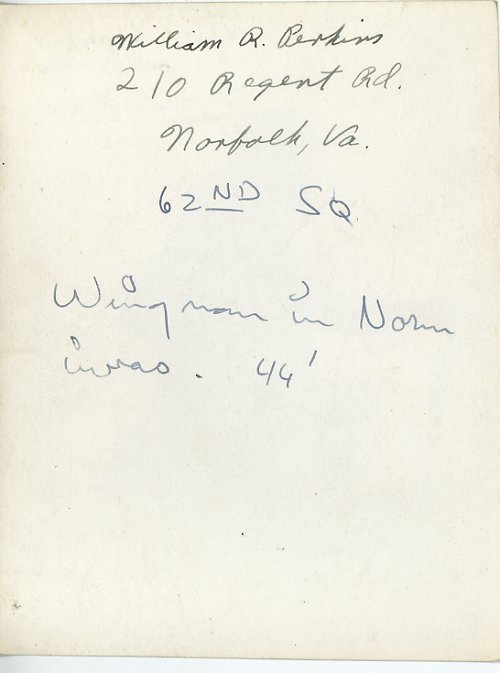 William R. Perkins
210 Regent Rd.
Norfolk, Va.
62ND SQ
Wingman in Norm
invas. 44'